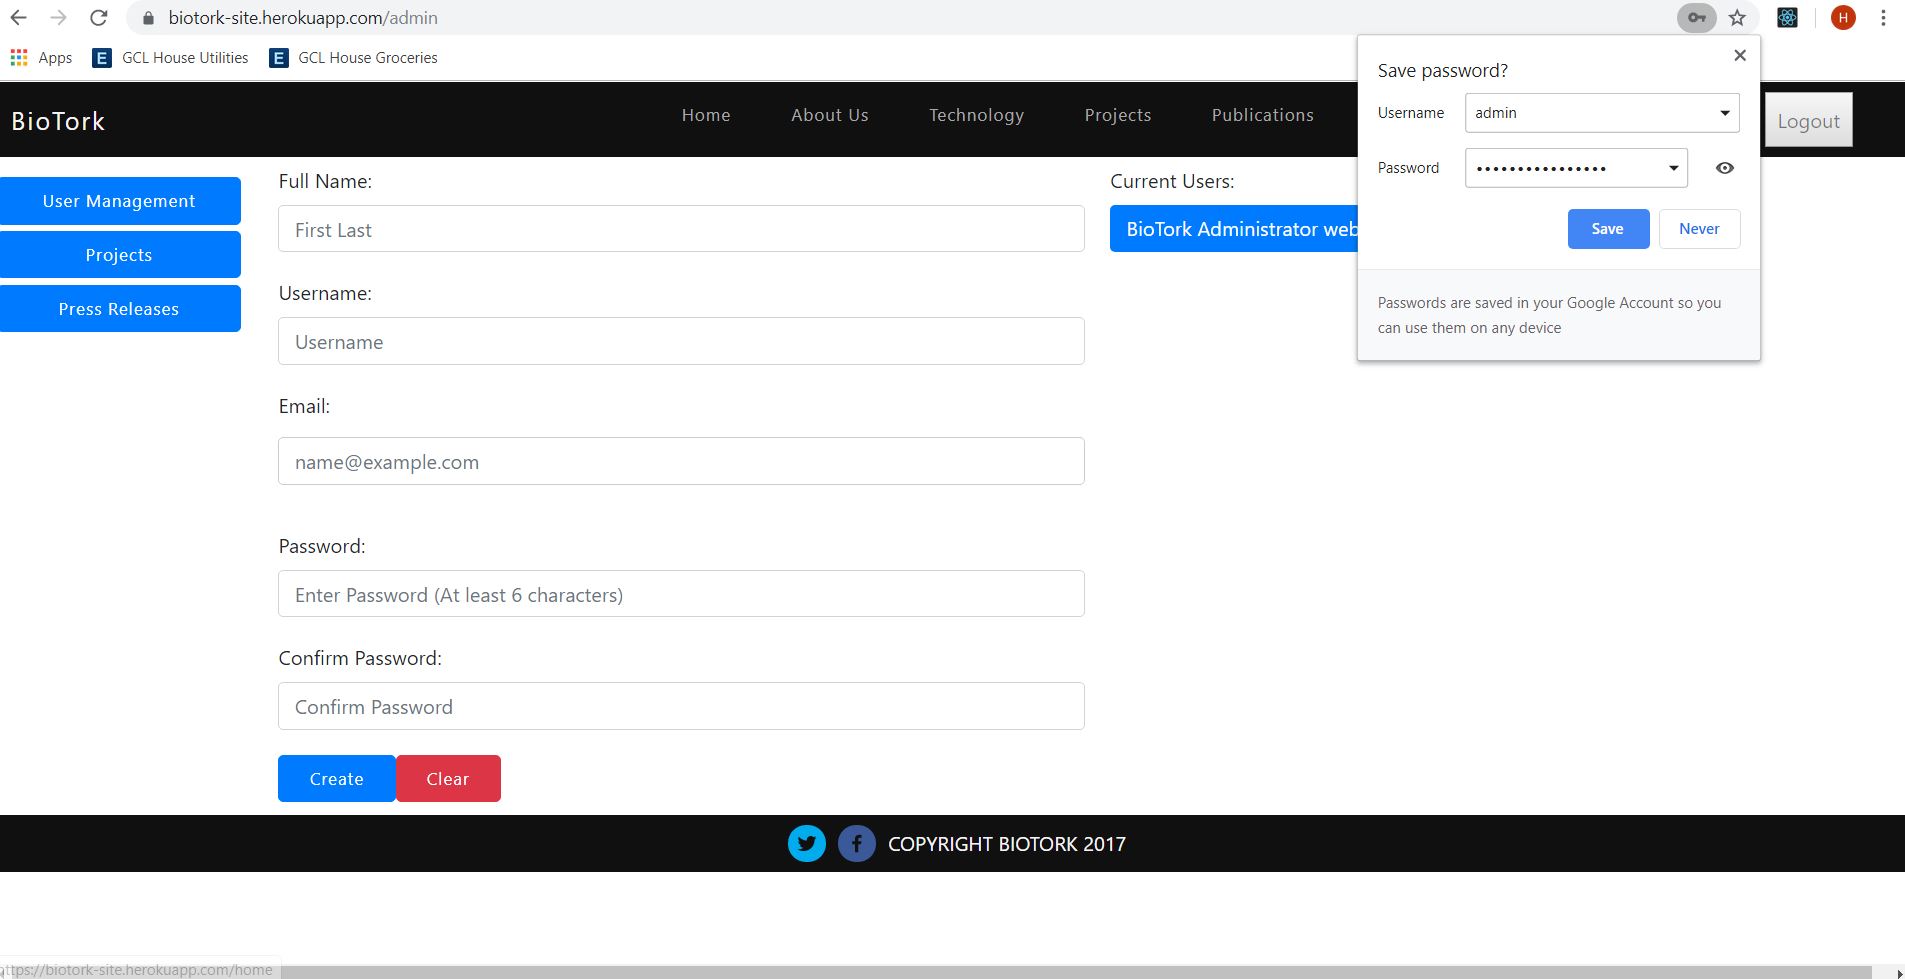 biotork-site.herokuapp.com/admin
H
Apps
GCL House Utilities
GCL House Groceries
BioTork
Home
About Us
Technology
Projects
Publications
Logout
Save password?
Username
admin
Password
••••••••••••••••
Save
Never
Passwords are saved in your Google Account so you
can use them on any device
User Management
Projects
Press Releases
Full Name:
First Last
Username:
Username
Email:
name@example.com
Password:
Enter Password (At least 6 characters)
Confirm Password:
Confirm Password
Create
Clear
Current Users:
BioTork Administrator web
COPYRIGHT BIOTORK 2017
ttps://biotork-site.herokuapp.com/home